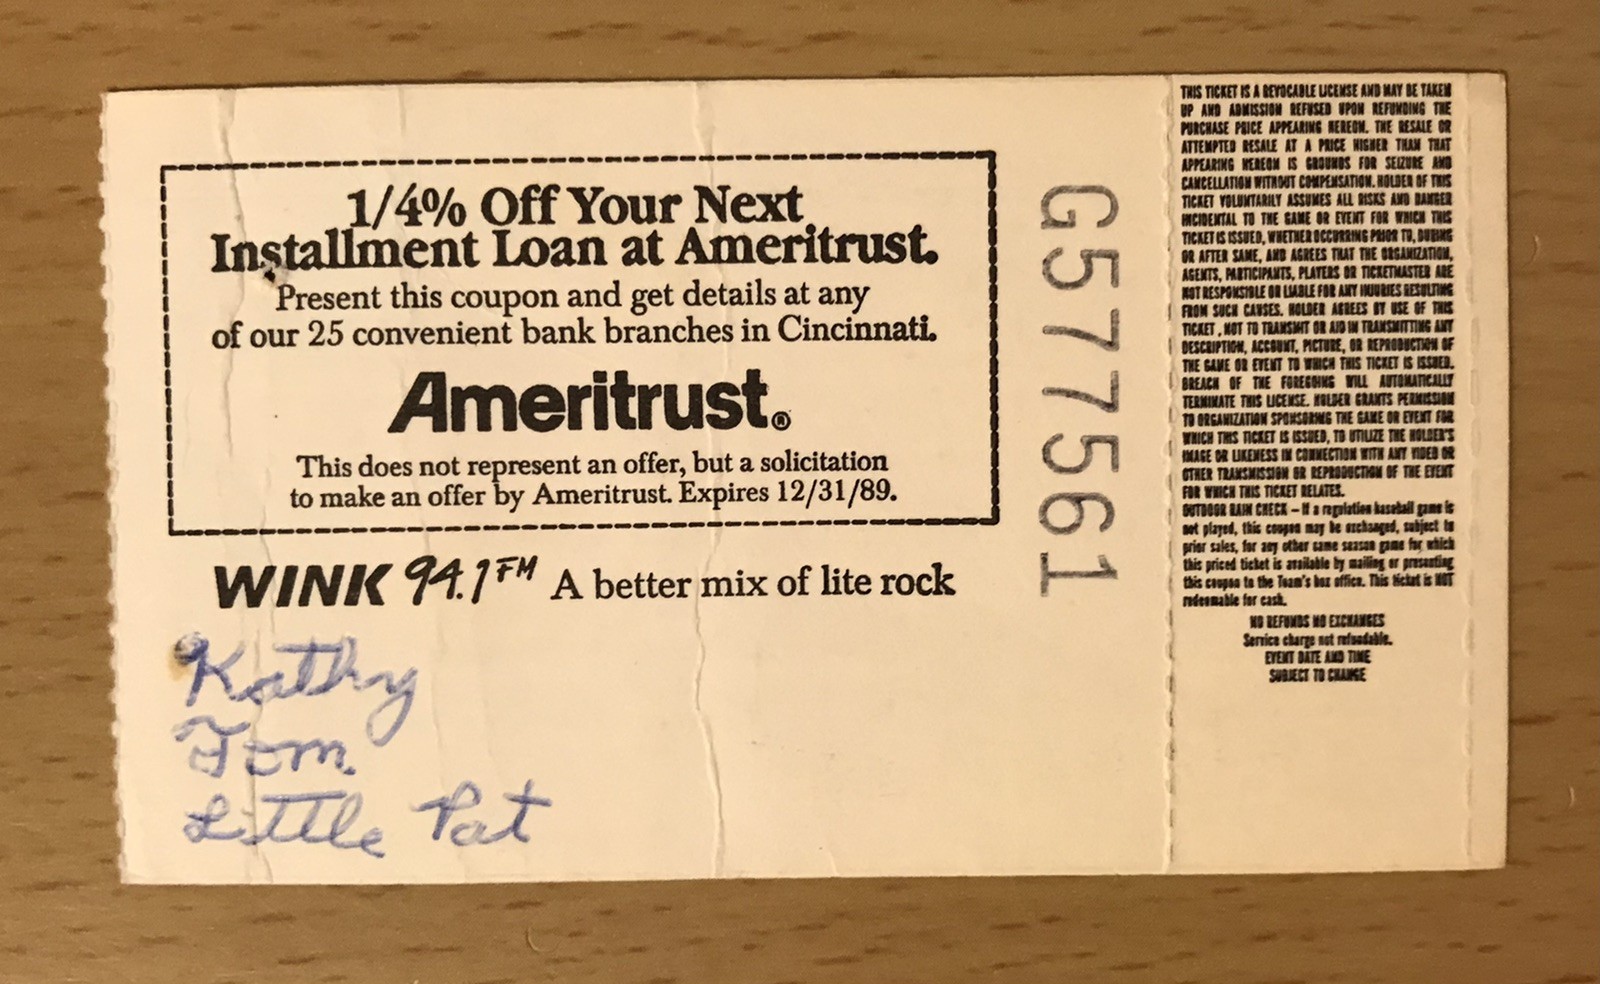 1/4% Off Your Next
Installment Loan at Ameritrust.
Present this coupon and get details at any
of our 25 convenient bank branches in Cincinnati.
Ameritrust®
This does not represent an offer, but a solicitation
to make an offer by Ameritrust. Expires 12/31/89.
WINK 94.1 FM A better mix of lite rock
Kathy
Tom
Little Pat
G577561
THIS TICKET IS A REVOCABLE LICENSE AND MAY BE TAKEN
UP AND ADMISSION REFUSED UPON REFUNDING THE
PURCHASE PRICE APPEARING HEREON. THE RESALE OR
ATTEMPTED RESALE AT A PRICE HIGHER THAN THAT
APPEARING HEREON IS GROUNDS FOR SEIZURE AND
CANCELLATION WITHOUT COMPENSATION. HOLDER OF THIS
TICKET VOLUNTARILY ASSUMES ALL RISKS AND DANGER
INCIDENTAL TO THE GAME OR EVENT FOR WHICH THIS
TICKET IS ISSUED, WHETHER OCCURRING PRIOR TO, DURING
OR AFTER SAME, AND AGREES THAT THE ORGANIZATION,
AGENTS, PARTICIPANTS, PLAYERS OR TICKETMASTER ARE
NOT RESPONSIBLE OR LIABLE FOR ANY INJURIES RESULTING
FROM SUCH CAUSES. HOLDER AGREES BY USE OF THIS
TICKET, NOT TO TRANSMIT OR AID IN TRANSMITTING ANY
DESCRIPTION, ACCOUNT, PICTURE, OR REPRODUCTION OF
THE GAME OR EVENT TO WHICH THIS TICKET IS ISSUED.
BREACH OF THE FOREGOING WILL AUTOMATICALLY
TERMINATE THIS LICENSE. HOLDER GRANTS PERMISSION
TO ORGANIZATION SPONSORING THE GAME OR EVENT FOR
WHICH THIS TICKET IS ISSUED, TO UTILIZE THE HOLDER'S
IMAGE OR LIKENESS IN CONNECTION WITH ANY VIDEO OR
OTHER TRANSMISSION OR REPRODUCTION OF THE EVENT
FOR WHICH THIS TICKET RELATES.
OUTDOOR RAIN CHECK – If a regulation baseball game is
not played, this coupon may be exchanged, subject to
prior sales, for any other same season game for which
this priced ticket is available by mailing or presenting
this coupon to the Team's box office. This ticket is NOT
redeemable for cash.
NO REFUNDS NO EXCHANGES
Service charge not refundable.
EVENT DATE AND TIME
SUBJECT TO CHANGE